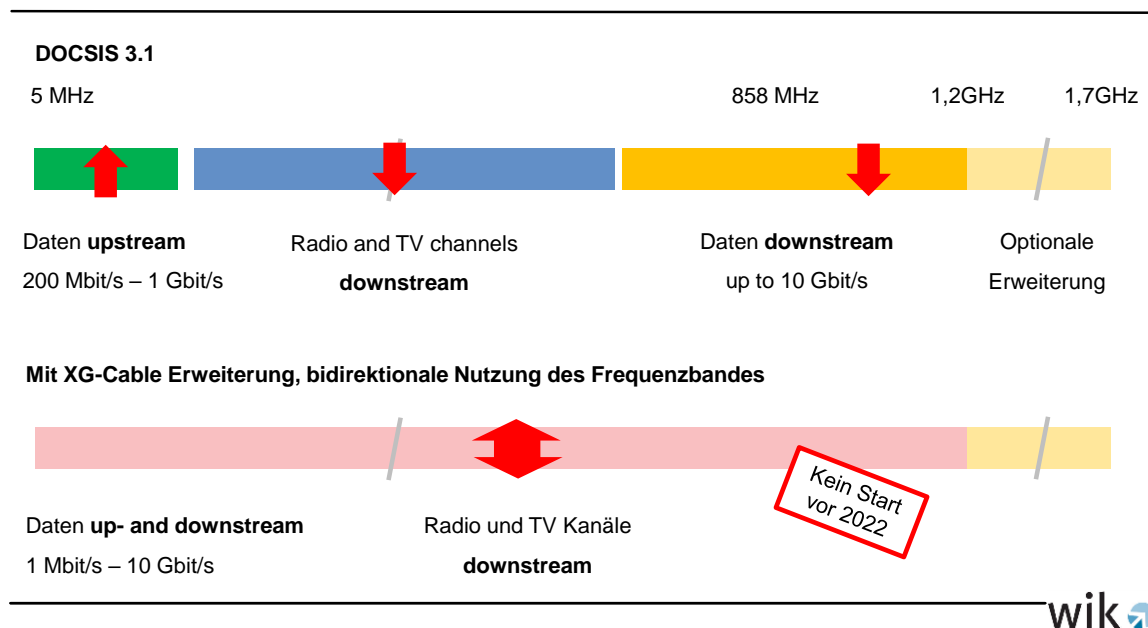 DOCSIS 3.1
5 MHz 858 MHz 1,2GHz 1,7GHz
Daten upstream Radio and TV channels Daten downstream Optionale
200 Mbit/s – 1 Gbit/s downstream up to 10 Gbit/s Erweiterung
Mit XG-Cable Erweiterung, bidirektionale Nutzung des Frequenzbandes
Kein Start
vor 2022
Daten up- and downstream Radio und TV Kanäle
1 Mbit/s – 10 Gbit/s downstream
wik